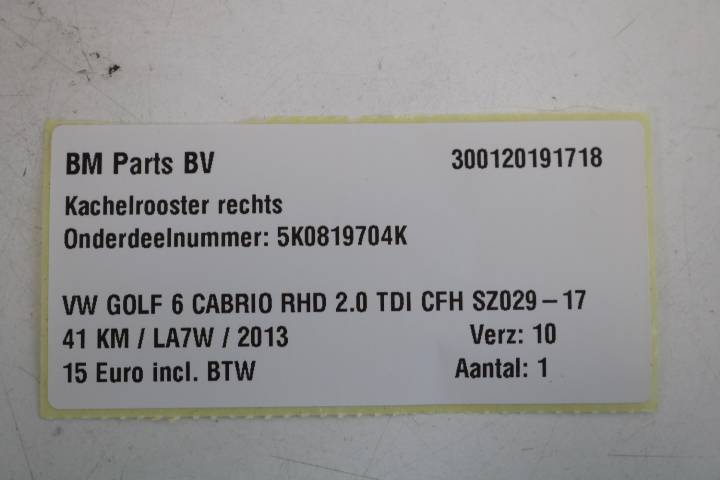 BM Parts BV 300120191718
Kachelrooster rechts
Onderdeelnummer: 5K0819704K
VW GOLF 6 CABRIO RHD 2.0 TDI CFH SZ029-17
41 KM / LA7W / 2013 Verz: 10
15 Euro incl. BTW Aantal: 1